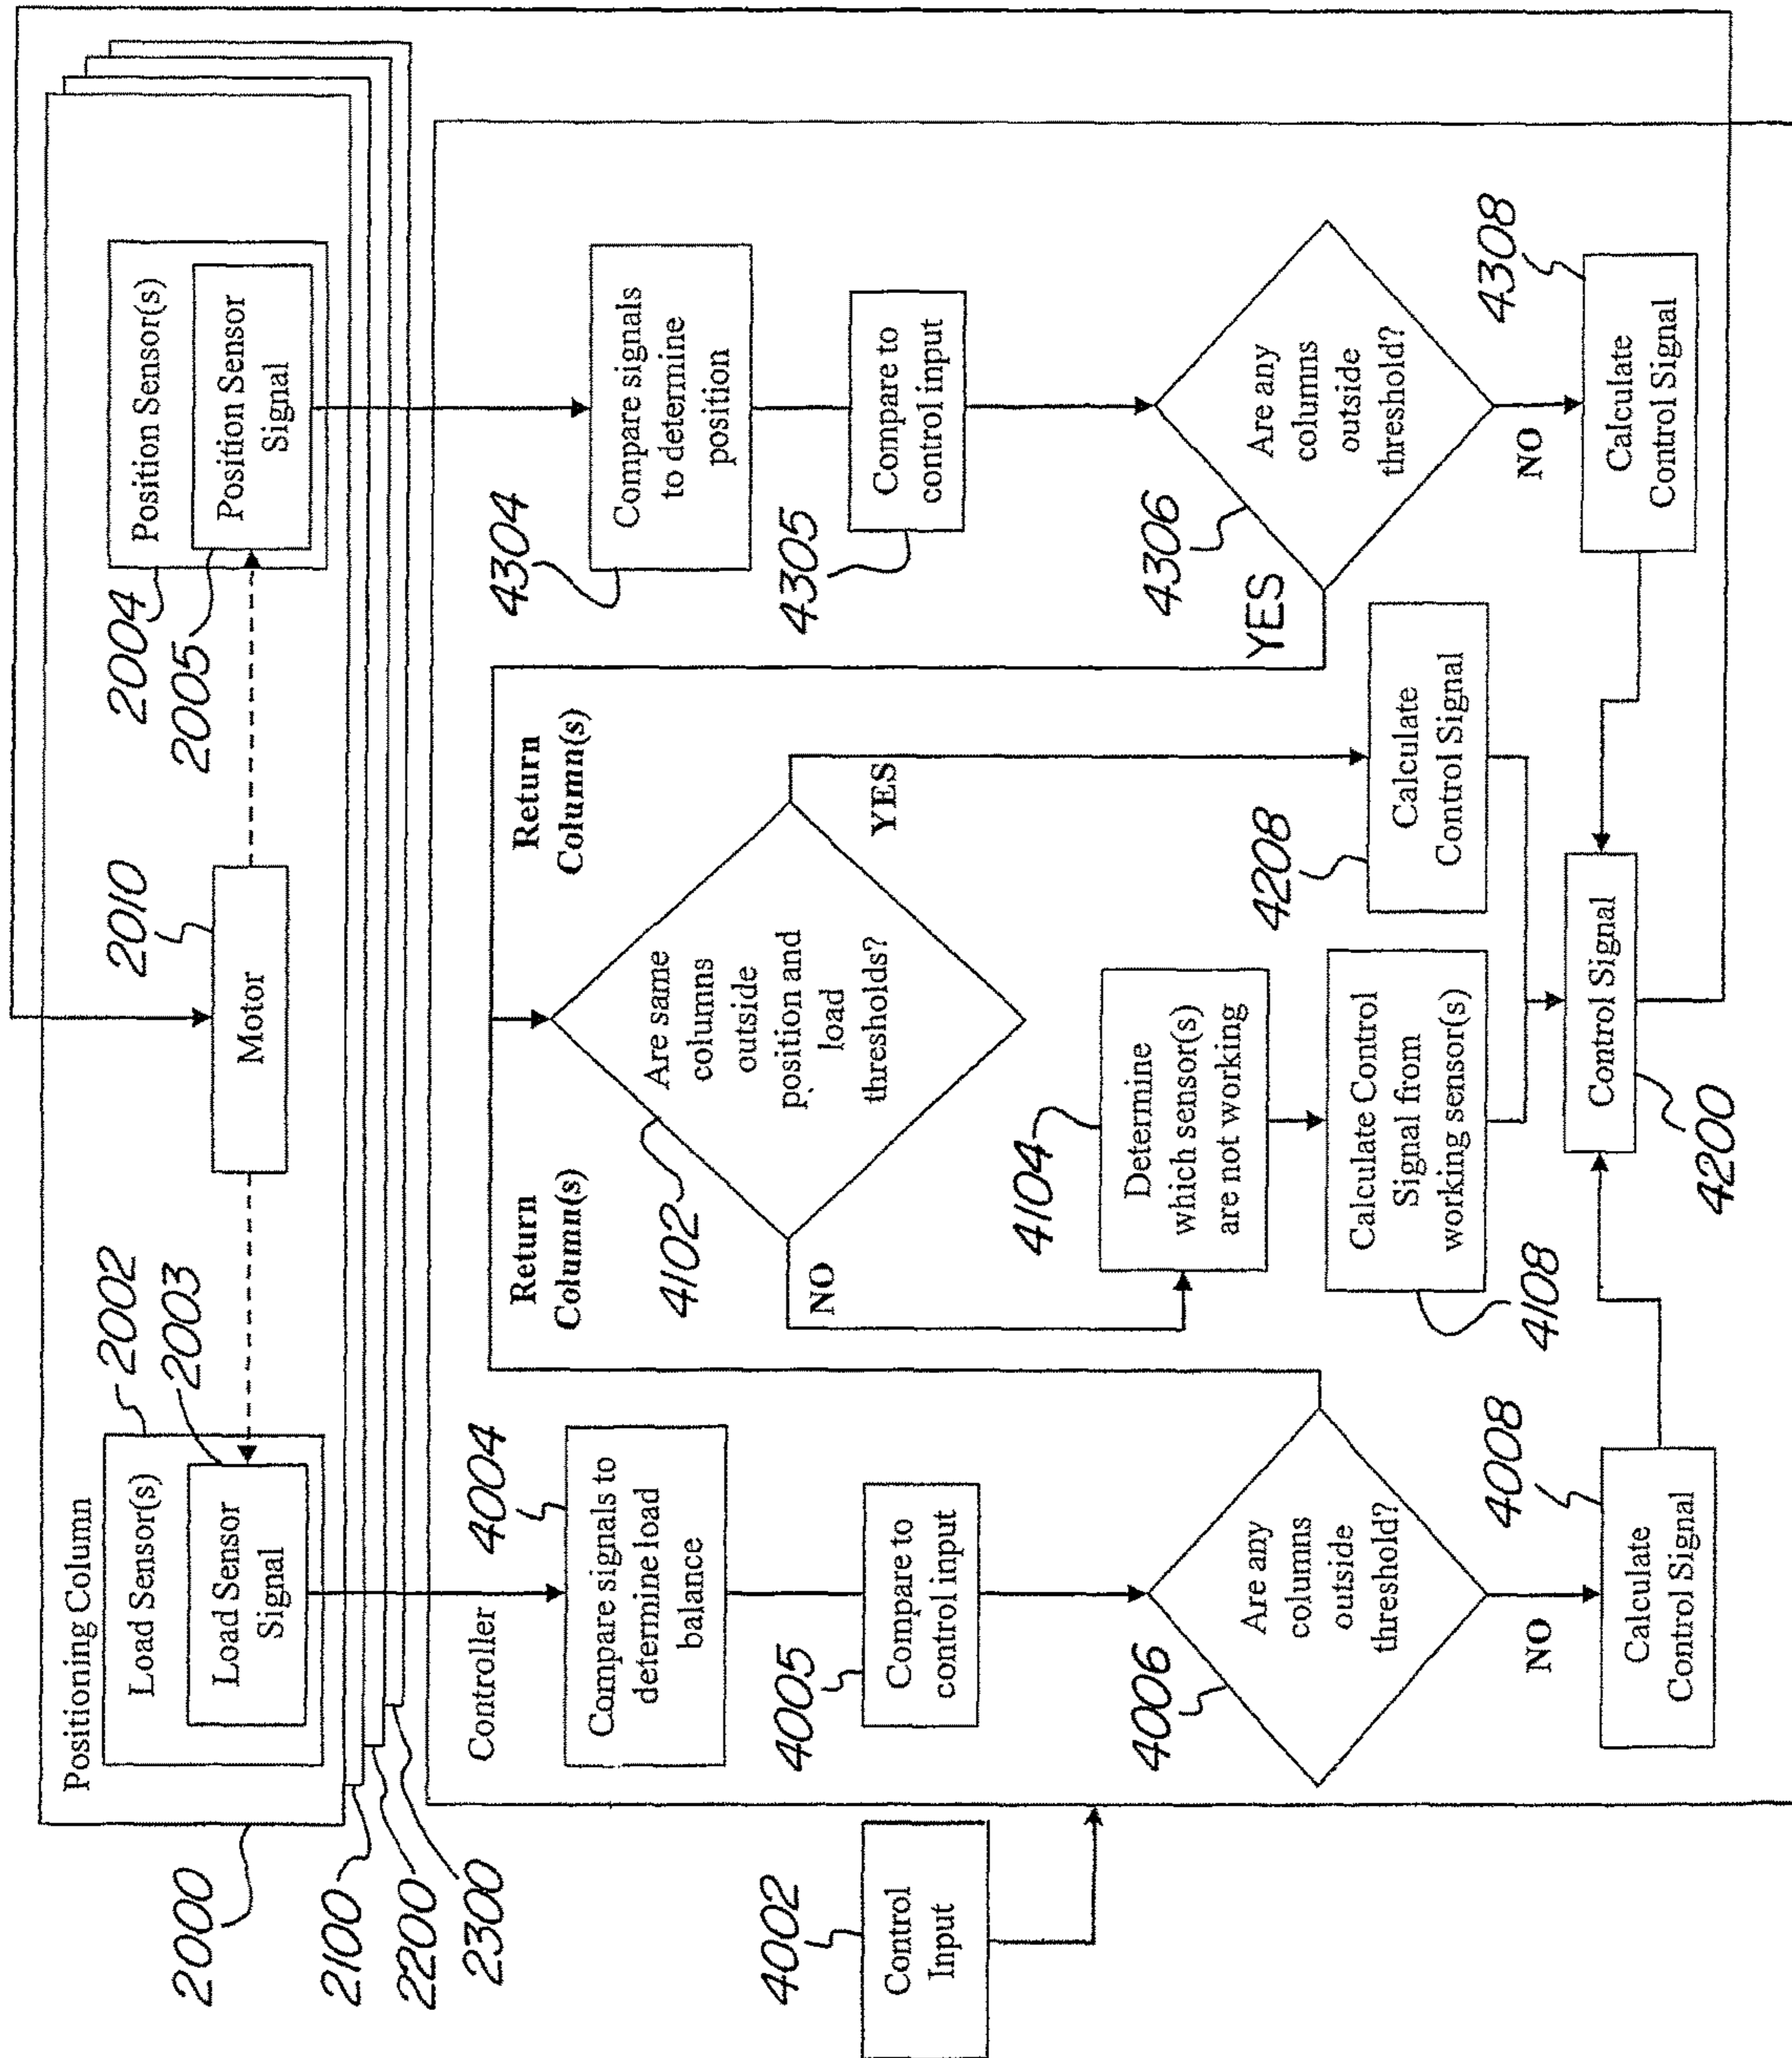 Positioning Column
2000
2100
2200
2300
Load Sensor(s)
2002
Load Sensor
Signal
2003
Motor
2010
Position Sensor(s)
2004
Position Sensor
Signal
2005
4002
Control
Input
Controller
Compare signals to
determine load
balance
4004
4005
Compare to
control input
4006
Are any
columns
outside
threshold?
NO
4008
Calculate
Control Signal
Return
Column(s)
Return
Column(s)
4102
Are same
columns
outside
position and
load
thresholds?
NO
YES
4104
Determine
which sensor(s)
are not working
Calculate Control
Signal from
working sensor(s)
4108
4208
Calculate
Control Signal
4304
Compare signals
to determine
position
4305
Compare to
control input
4306
Are any
columns
outside
threshold?
YES
NO
4308
Calculate
Control Signal
Control Signal
4200